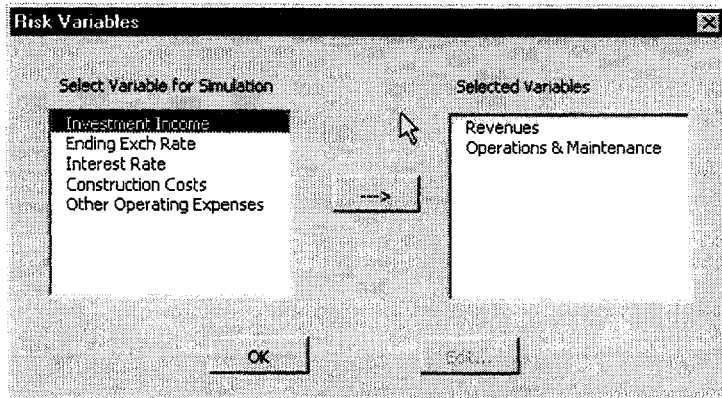 Risk Variables
Select Variable for Simulation
Investment Income
Ending Exch Rate
Interest Rate
Construction Costs
Other Operating Expenses
--->
Selected Variables
Revenues
Operations & Maintenance
OK
Edit...